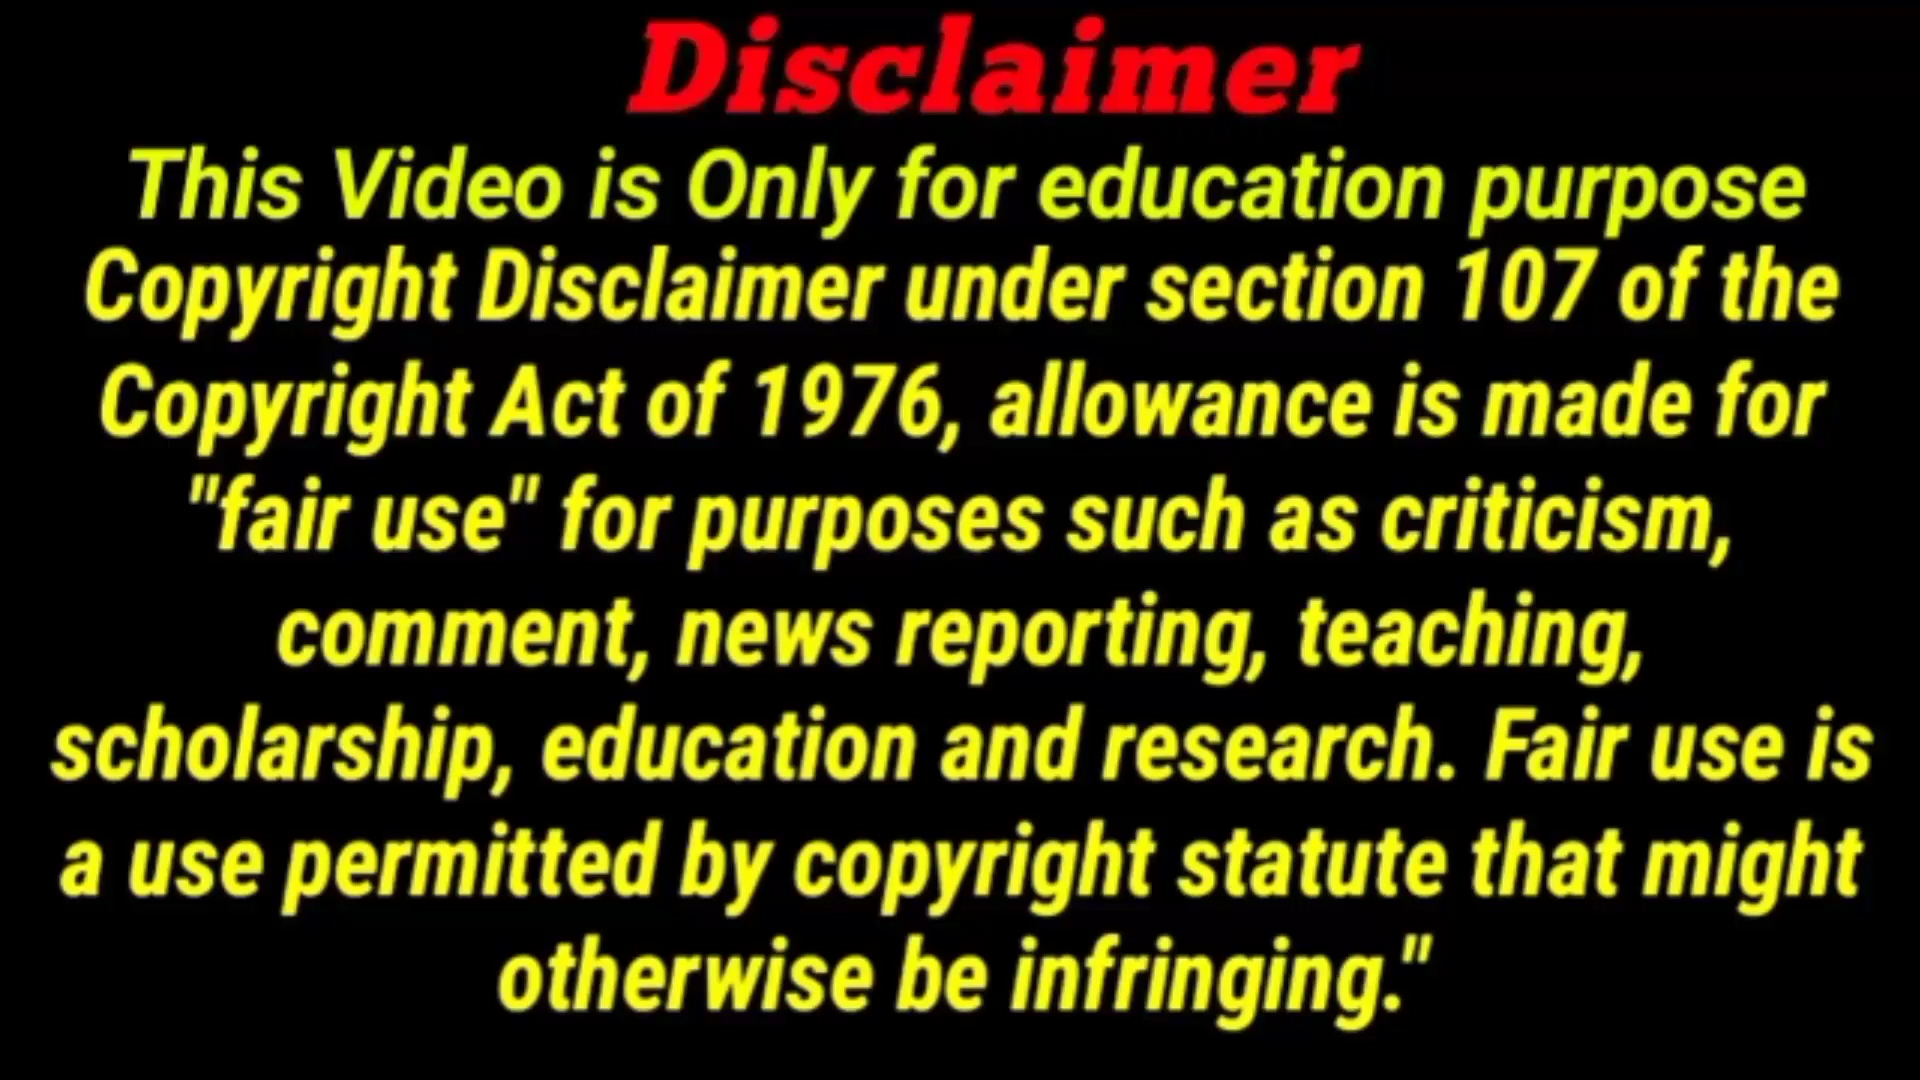 Disclaimer
This Video is Only for education purpose
Copyright Disclaimer under section 107 of the
Copyright Act of 1976, allowance is made for
"fair use" for purposes such as criticism,
comment, news reporting, teaching,
scholarship, education and research. Fair use is
a use permitted by copyright statute that might
otherwise be infringing."